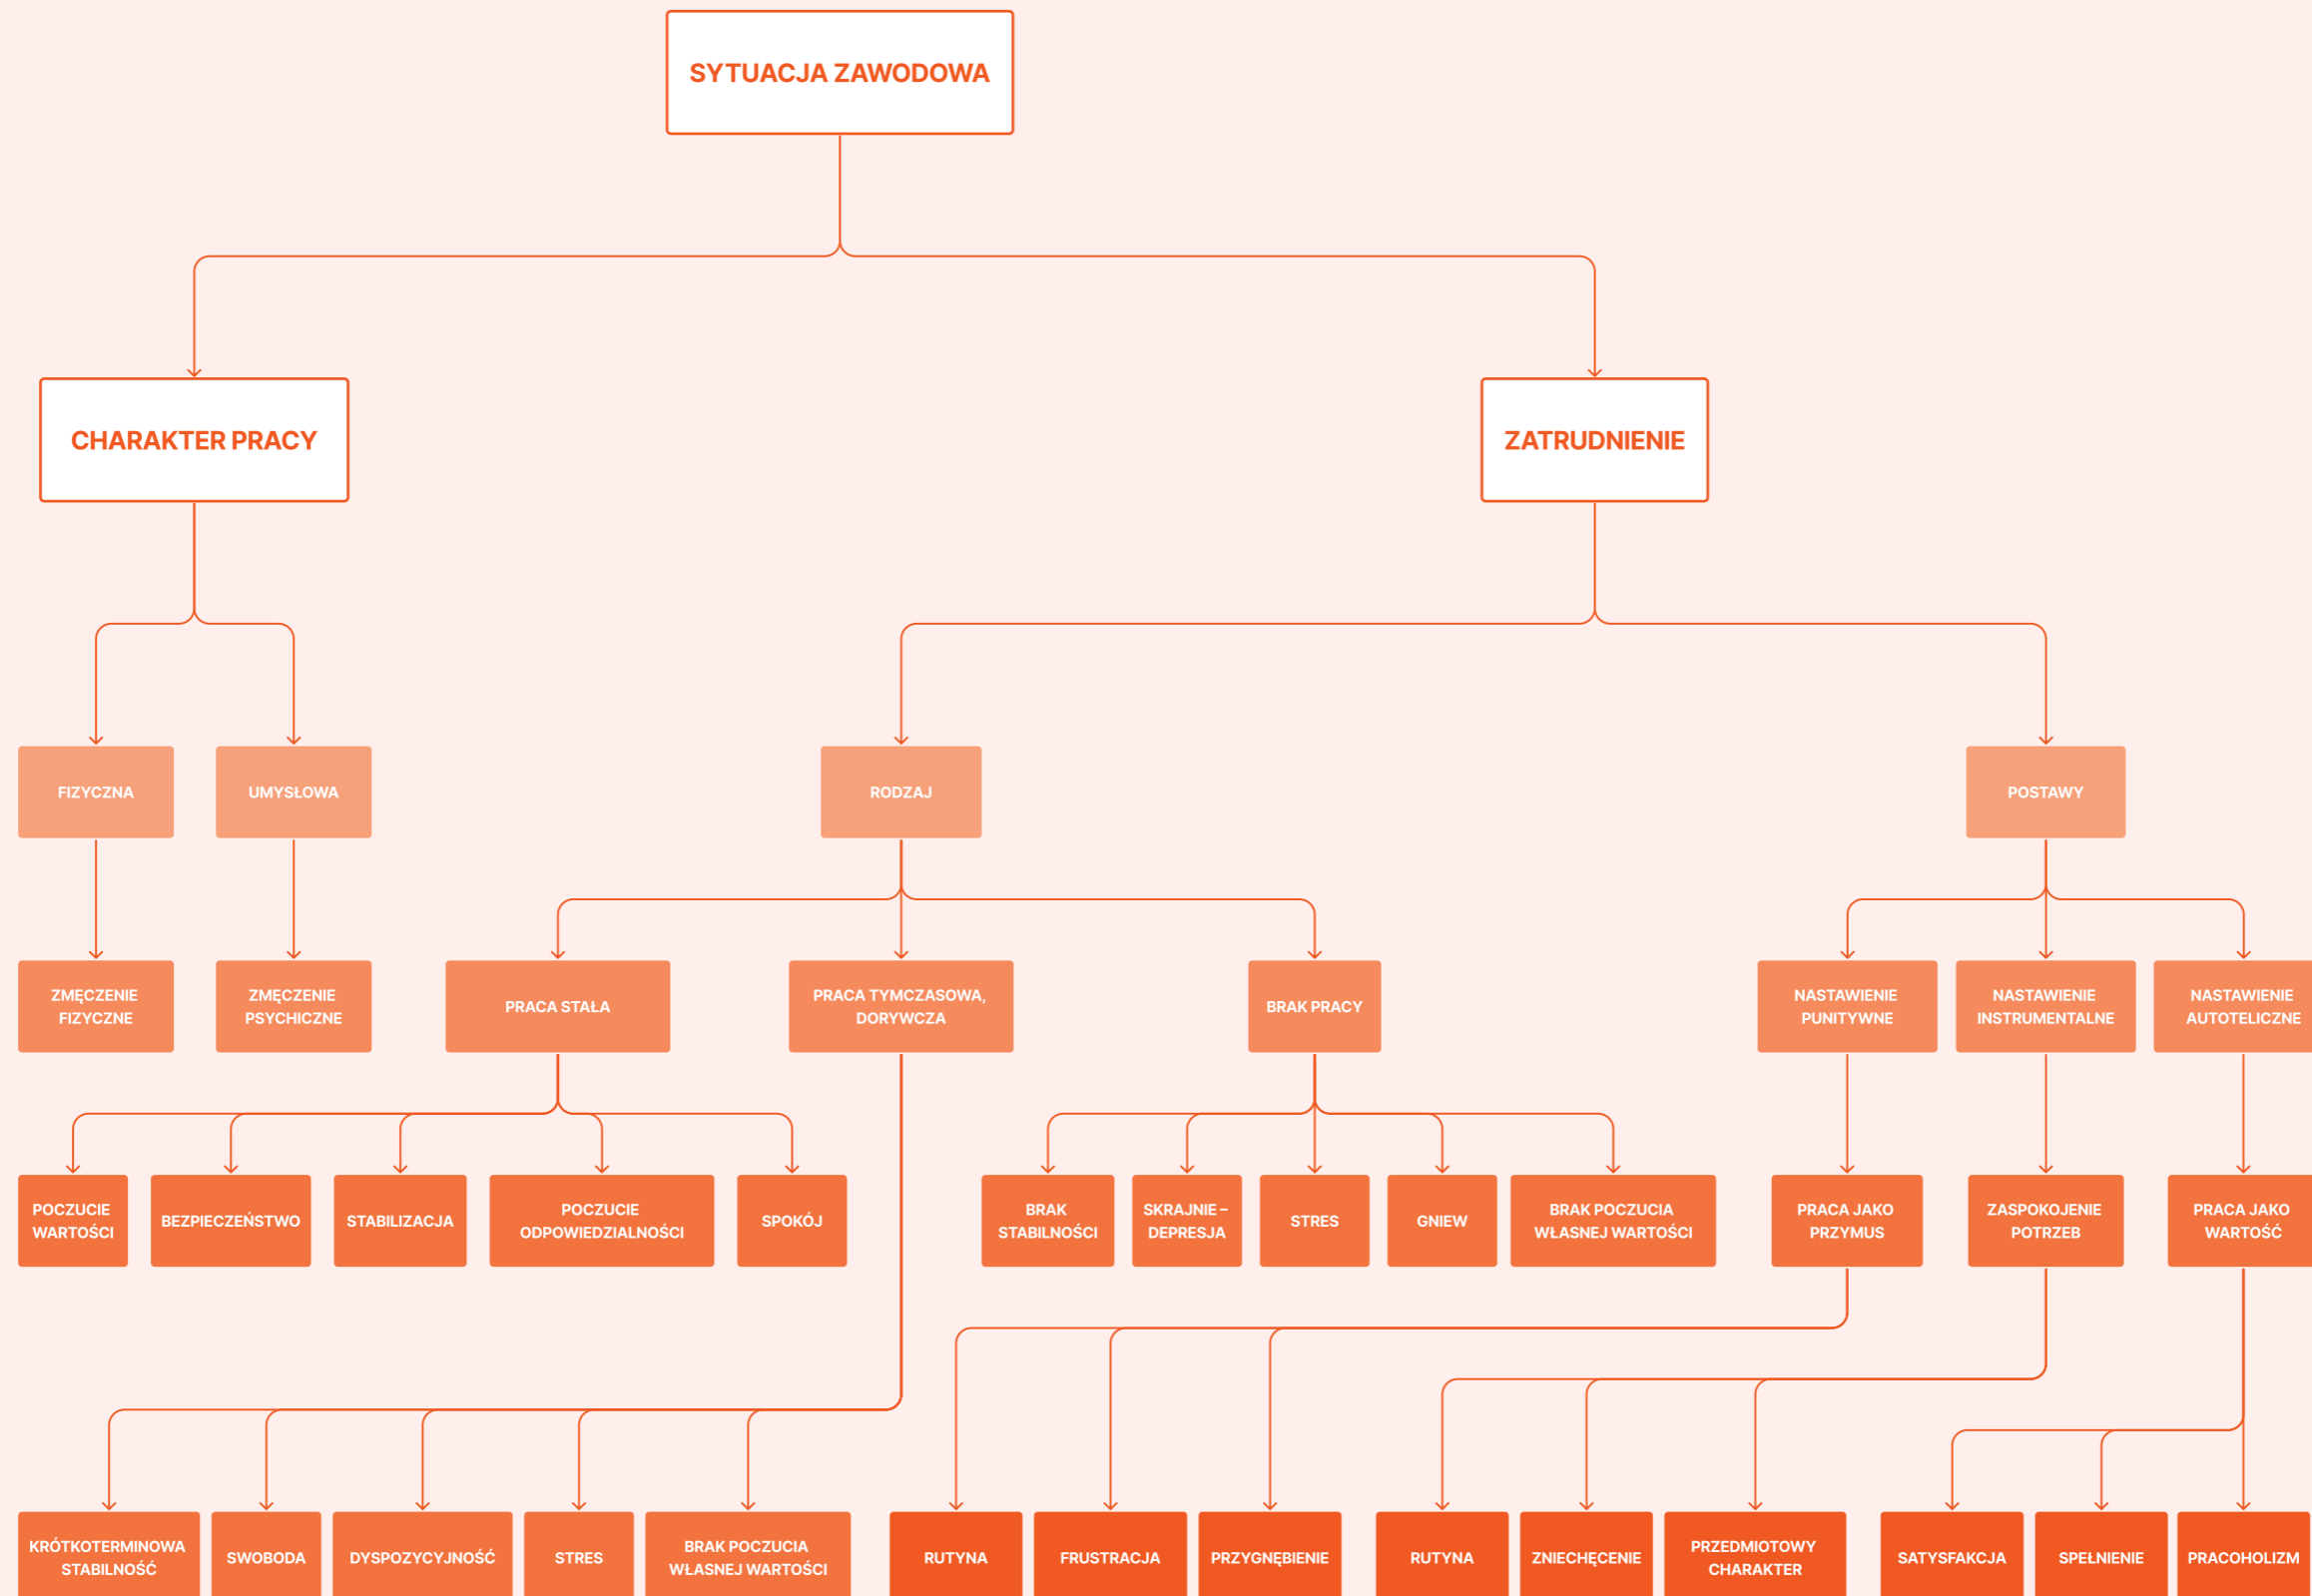 SYTUACJA ZAWODOWA
CHARAKTER PRACY
ZATRUDNIENIE
FIZYCZNA
UMYSŁOWA
RODZAJ
POSTAWY
ZMĘCZENIE
FIZYCZNE
ZMĘCZENIE
PSYCHICZNE
PRACA STAŁA
PRACA TYMCZASOWA,
DORYWCZA
BRAK PRACY
NASTAWIENIE
PUNITYWNE
NASTAWIENIE
INSTRUMENTALNE
NASTAWIENIE
AUTOTELICZNE
POCZUCIE
WARTOŚCI
BEZPIECZEŃSTWO
STABILIZACJA
POCZUCIE
ODPOWIEDZIALNOŚCI
SPOKÓJ
BRAK
STABILNOŚCI
SKRAJNIE –
DEPRESJA
STRES
GNIEW
BRAK POCZUCIA
WŁASNEJ WARTOŚCI
PRACA JAKO
PRZYMUS
ZASPOKOJENIE
POTRZEB
PRACA JAKO
WARTOŚĆ
KRÓTKOTERMINOWA
STABILNOŚĆ
SWOBODA
DYSPOZYCYJNOŚĆ
STRES
BRAK POCZUCIA
WŁASNEJ WARTOŚCI
RUTYNA
FRUSTRACJA
PRZYGNĘBIENIE
RUTYNA
ZNIECHĘCENIE
PRZEDMIOTOWY
CHARAKTER
SATYSFAKCJA
SPEŁNIENIE
PRACOHOLIZM